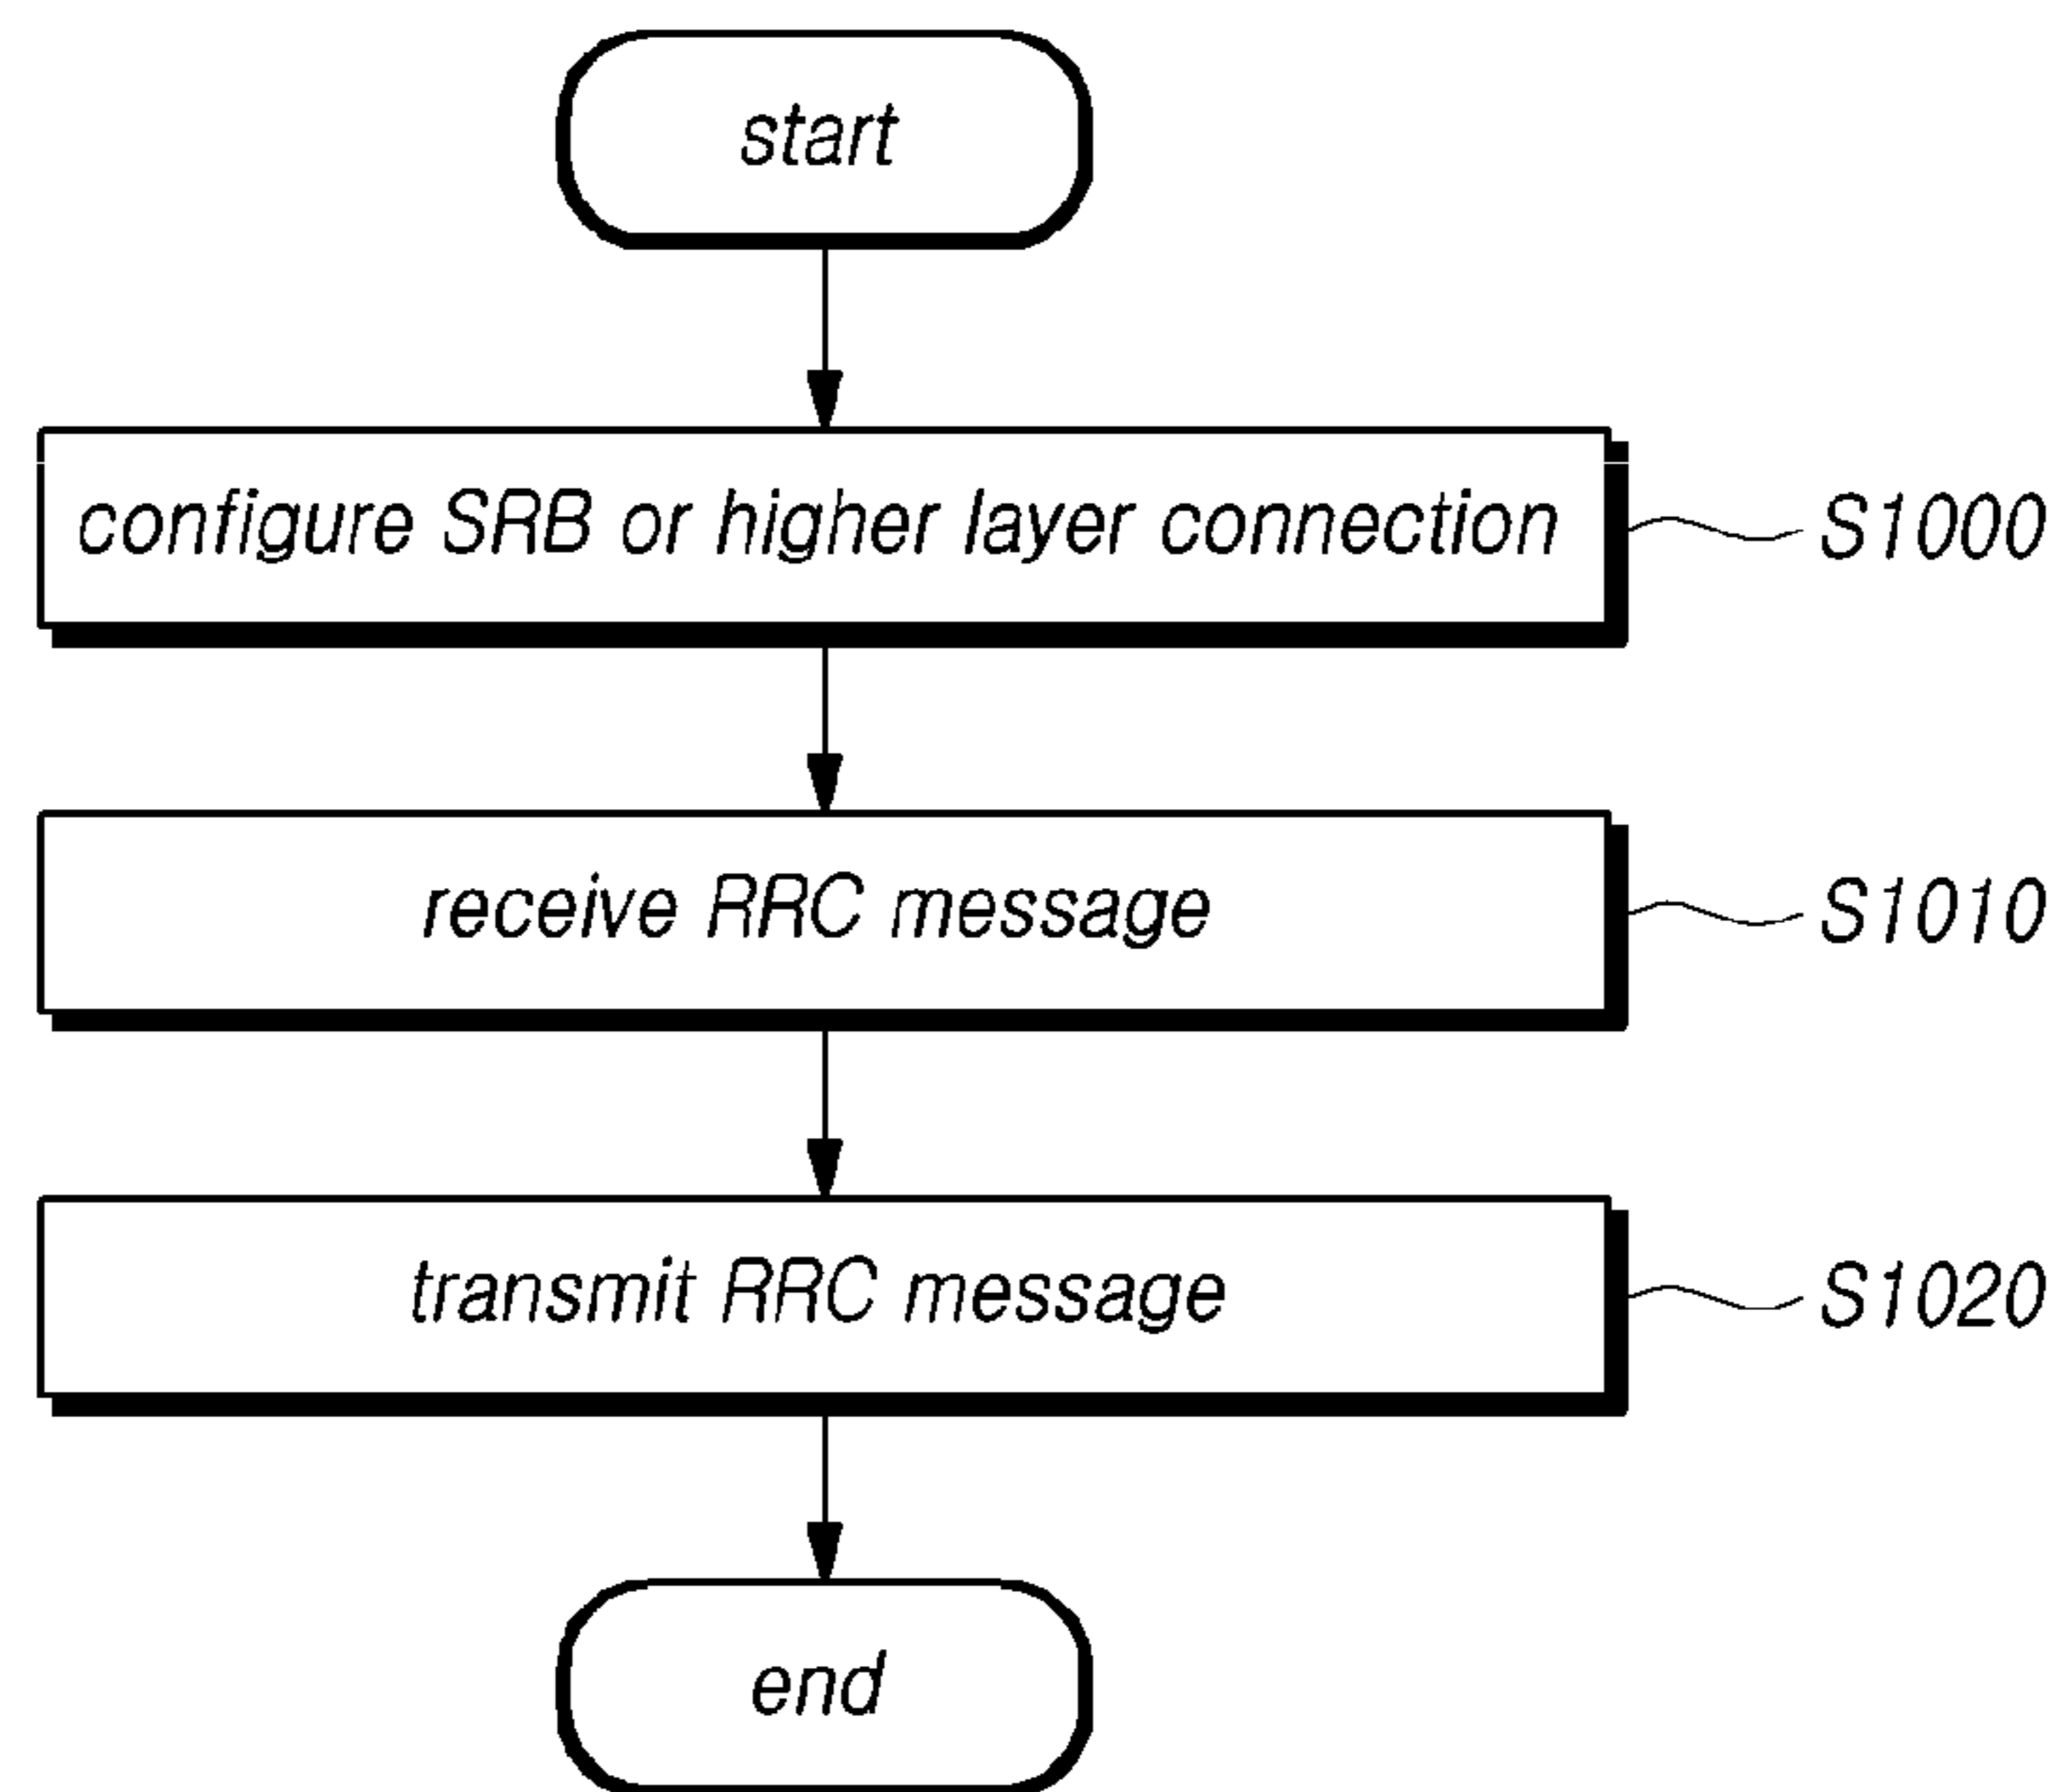 start
configure SRB or higher layer connection
S1000
receive RRC message
S1010
transmit RRC message
S1020
end